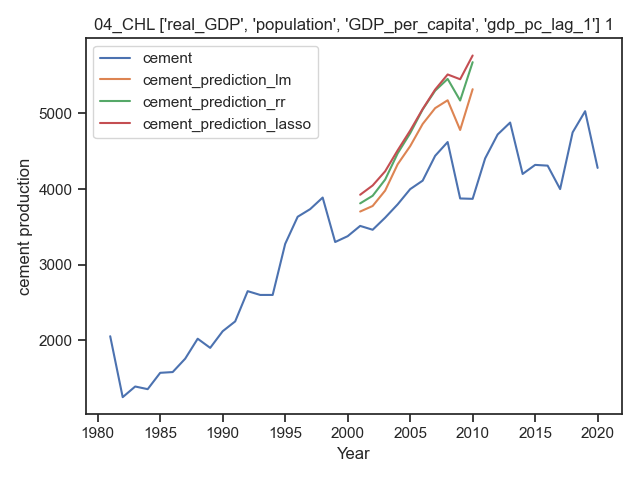 04_CHL ['real_GDP', 'population', 'GDP_per_capita', 'gdp_pc_lag_1'] 1
cement
cement_prediction_lm
cement_prediction_rr
cement_prediction_lasso
cement production
5000
4000
3000
2000
1980 1985 1990 1995 2000 2005 2010 2015 2020
Year